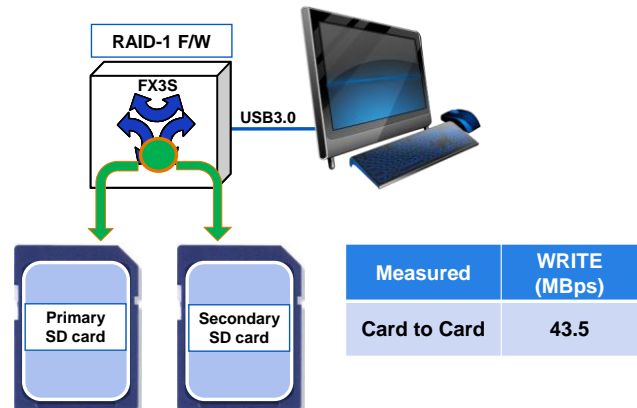 RAID-1 F/W
FX3S
USB3.0
Primary
SD card
Secondary
SD card
Measured
WRITE
(MBps)
Card to Card
43.5